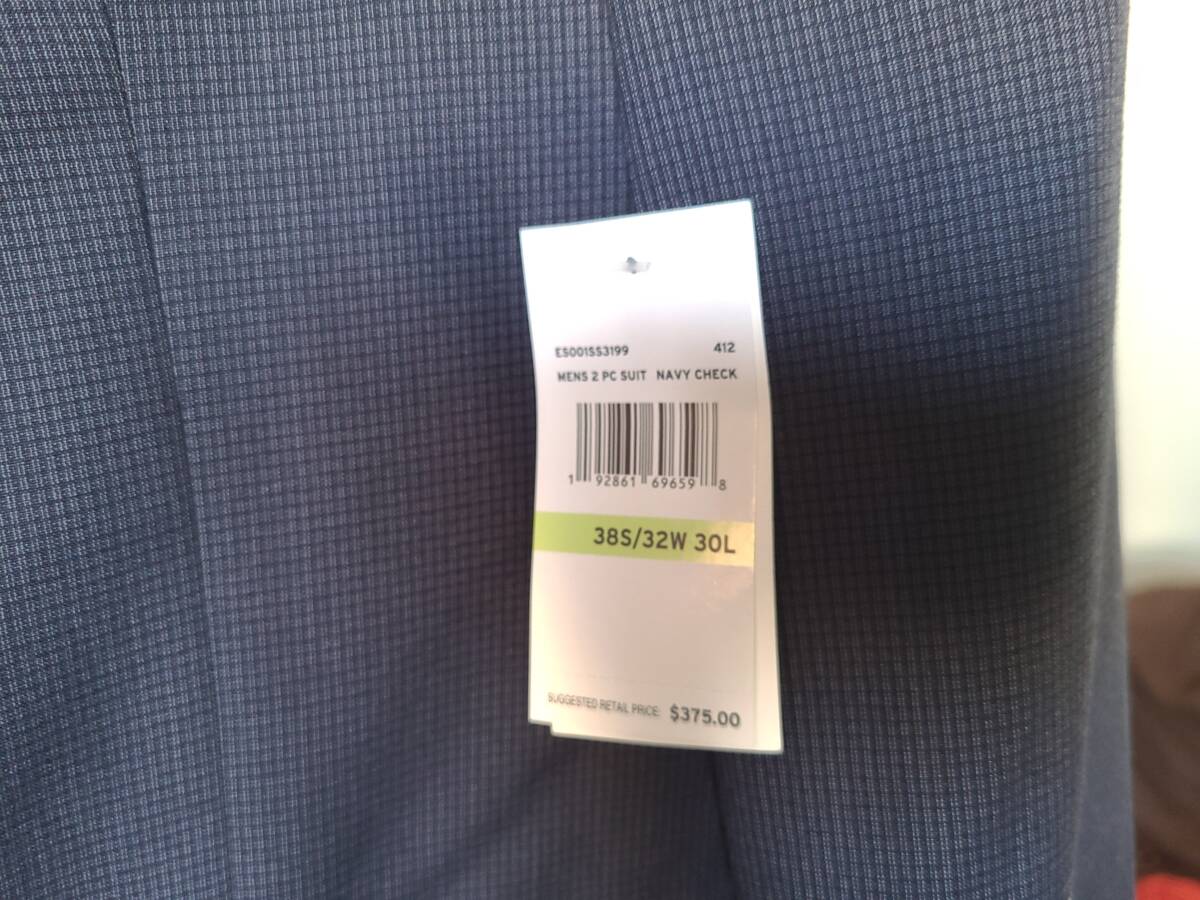 ES001SS3199 412
MENS 2 PC SUIT NAVY CHECK
1 92861 69659 8
38S/32W 30L
SUGGESTED RETAIL PRICE: $375.00